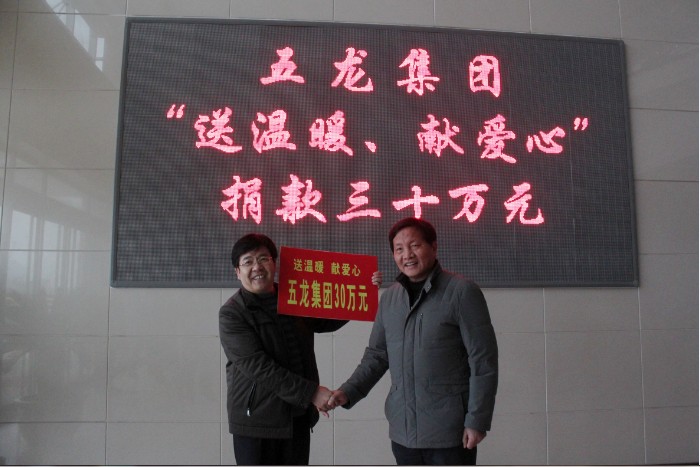 五龙集团
“送温暖、献爱心”
捐款三十万元
送温暖 献爱心
五龙集团30万元